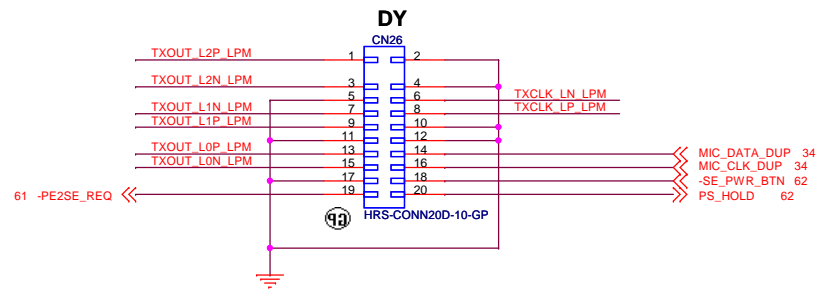 DY
CN26
TXOUT_L2P_LPM 1 2
TXOUT_L2N_LPM 3 4
5 6 TXCLK_LN_LPM
TXOUT_L1N_LPM 7 8 TXCLK_LP_LPM
TXOUT_L1P_LPM 9 10
11 12
TXOUT_L0P_LPM 13 14 MIC_DATA_DUP 34
TXOUT_L0N_LPM 15 16 MIC_CLK_DUP 34
17 18 -SE_PWR_BTN 62
61 -PE2SE_REQ 19 20 PS_HOLD 62
GP HRS-CONN20D-10-GP